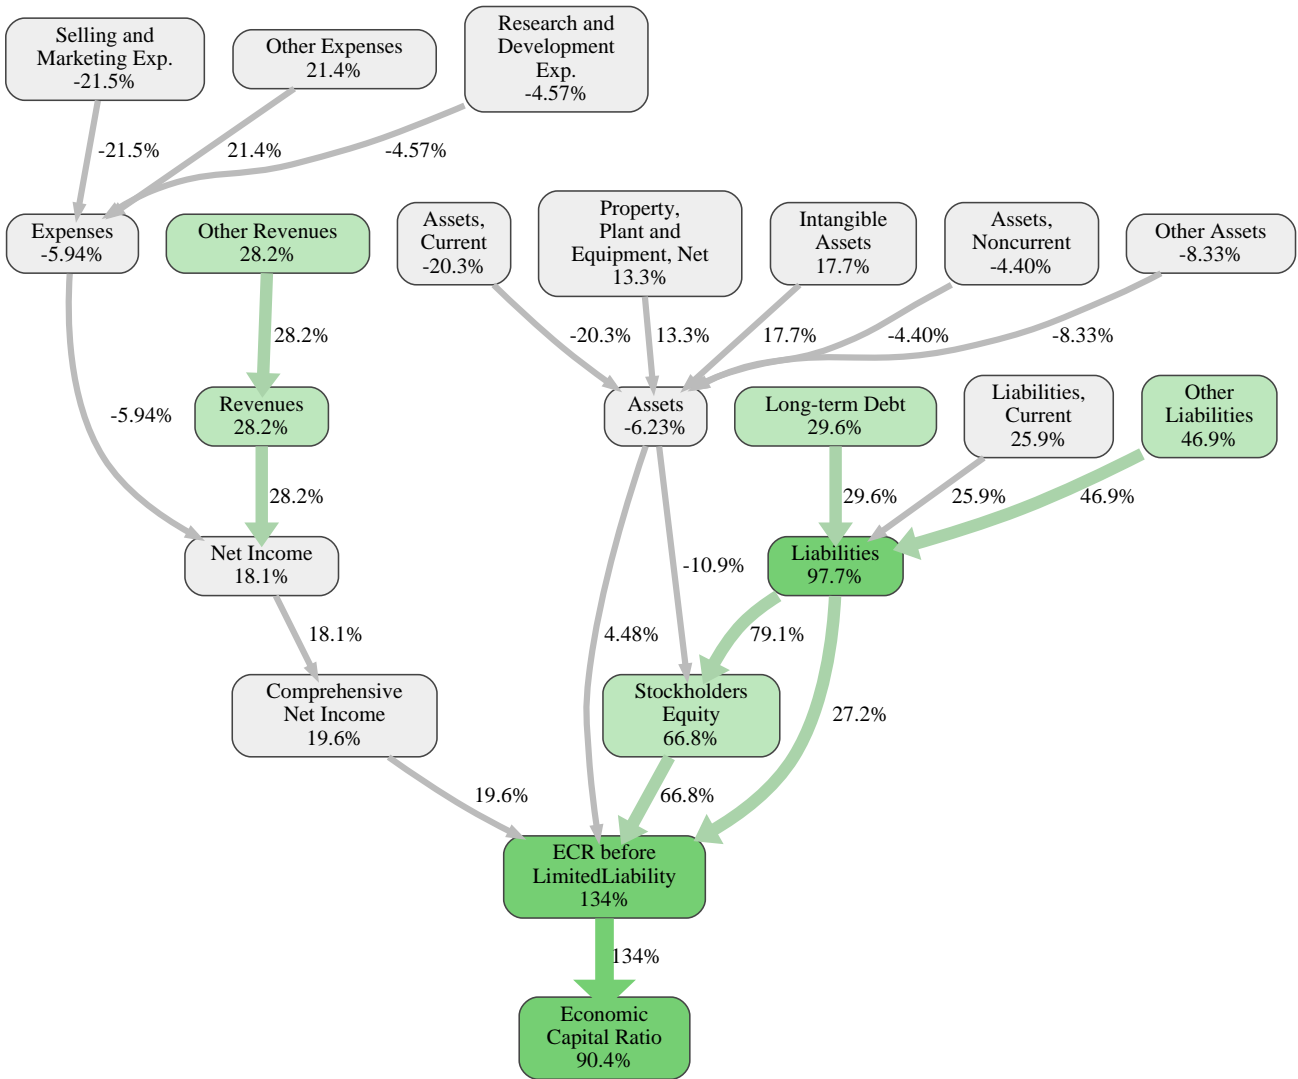 Selling and
Marketing Exp.
-21.5%
Other Expenses
21.4%
Research and
Development
Exp.
-4.57%
-21.5%
21.4%
-4.57%
Expenses
-5.94%
Other Revenues
28.2%
Assets,
Current
-20.3%
Property,
Plant and
Equipment, Net
13.3%
Intangible
Assets
17.7%
Assets,
Noncurrent
-4.40%
Other Assets
-8.33%
28.2%
-20.3%
13.3%
17.7%
-4.40%
-8.33%
-5.94%
Revenues
28.2%
Assets
-6.23%
Long-term Debt
29.6%
Liabilities,
Current
25.9%
Other
Liabilities
46.9%
28.2%
29.6%
25.9%
46.9%
Net Income
18.1%
-10.9%
Liabilities
97.7%
18.1%
4.48%
79.1%
Comprehensive
Net Income
19.6%
Stockholders
Equity
66.8%
27.2%
19.6%
66.8%
ECR before
LimitedLiability
134%
134%
Economic
Capital Ratio
90.4%